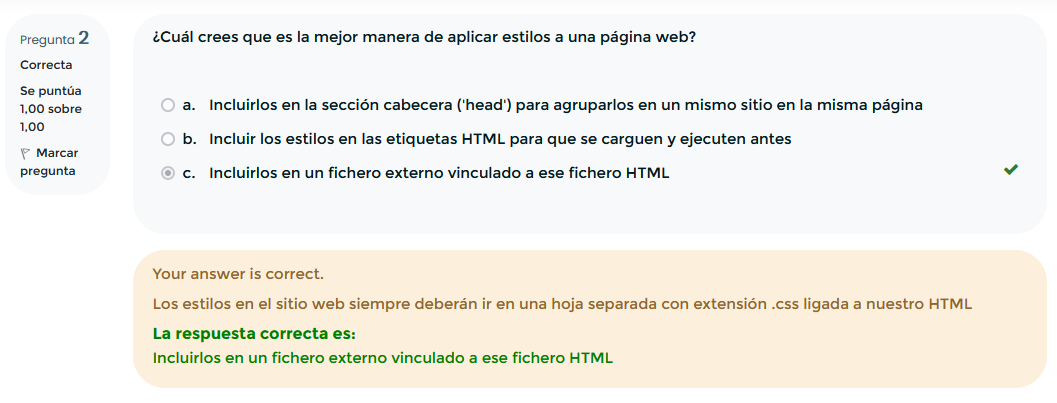 Pregunta 2
Correcta
Se puntúa
1,00 sobre
1,00
Marcar
pregunta
¿Cuál crees que es la mejor manera de aplicar estilos a una página web?
a. Incluirlos en la sección cabecera ('head') para agruparlos en un mismo sitio en la misma página
b. Incluir los estilos en las etiquetas HTML para que se carguen y ejecuten antes
c. Incluirlos en un fichero externo vinculado a ese fichero HTML
Your answer is correct.
Los estilos en el sitio web siempre deberán ir en una hoja separada con extensión .css ligada a nuestro HTML
La respuesta correcta es:
Incluirlos en un fichero externo vinculado a ese fichero HTML